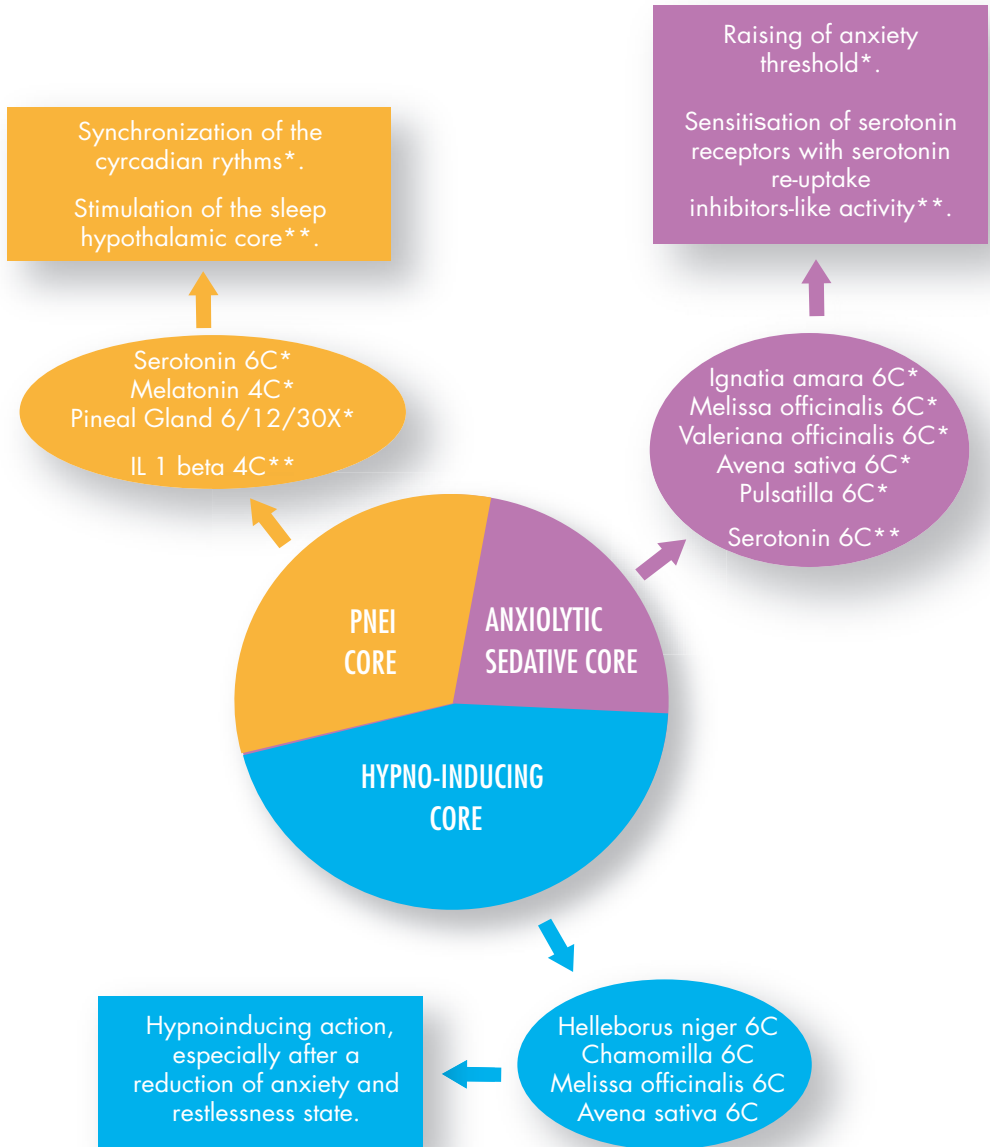 Raising of anxiety
threshold*.
Sensitisation of serotonin
receptors with serotonin
re-uptake
inhibitors-like activity**.
Synchronization of the
cyrcadian rythms*.
Stimulation of the sleep
hypothalamic core**.
Serotonin 6C*
Melatonin 4C*
Pineal Gland 6/12/30X*
IL 1 beta 4C**
Ignatia amara 6C*
Melissa officinalis 6C*
Valeriana officinalis 6C*
Avena sativa 6C*
Pulsatilla 6C*
Serotonin 6C**
PNEI
CORE
ANXIOLYTIC
SEDATIVE CORE
HYPNO-INDUCING
CORE
Hypnoinducing action,
especially after a
reduction of anxiety and
restlessness state.
Helleborus niger 6C
Chamomilla 6C
Melissa officinalis 6C
Avena sativa 6C